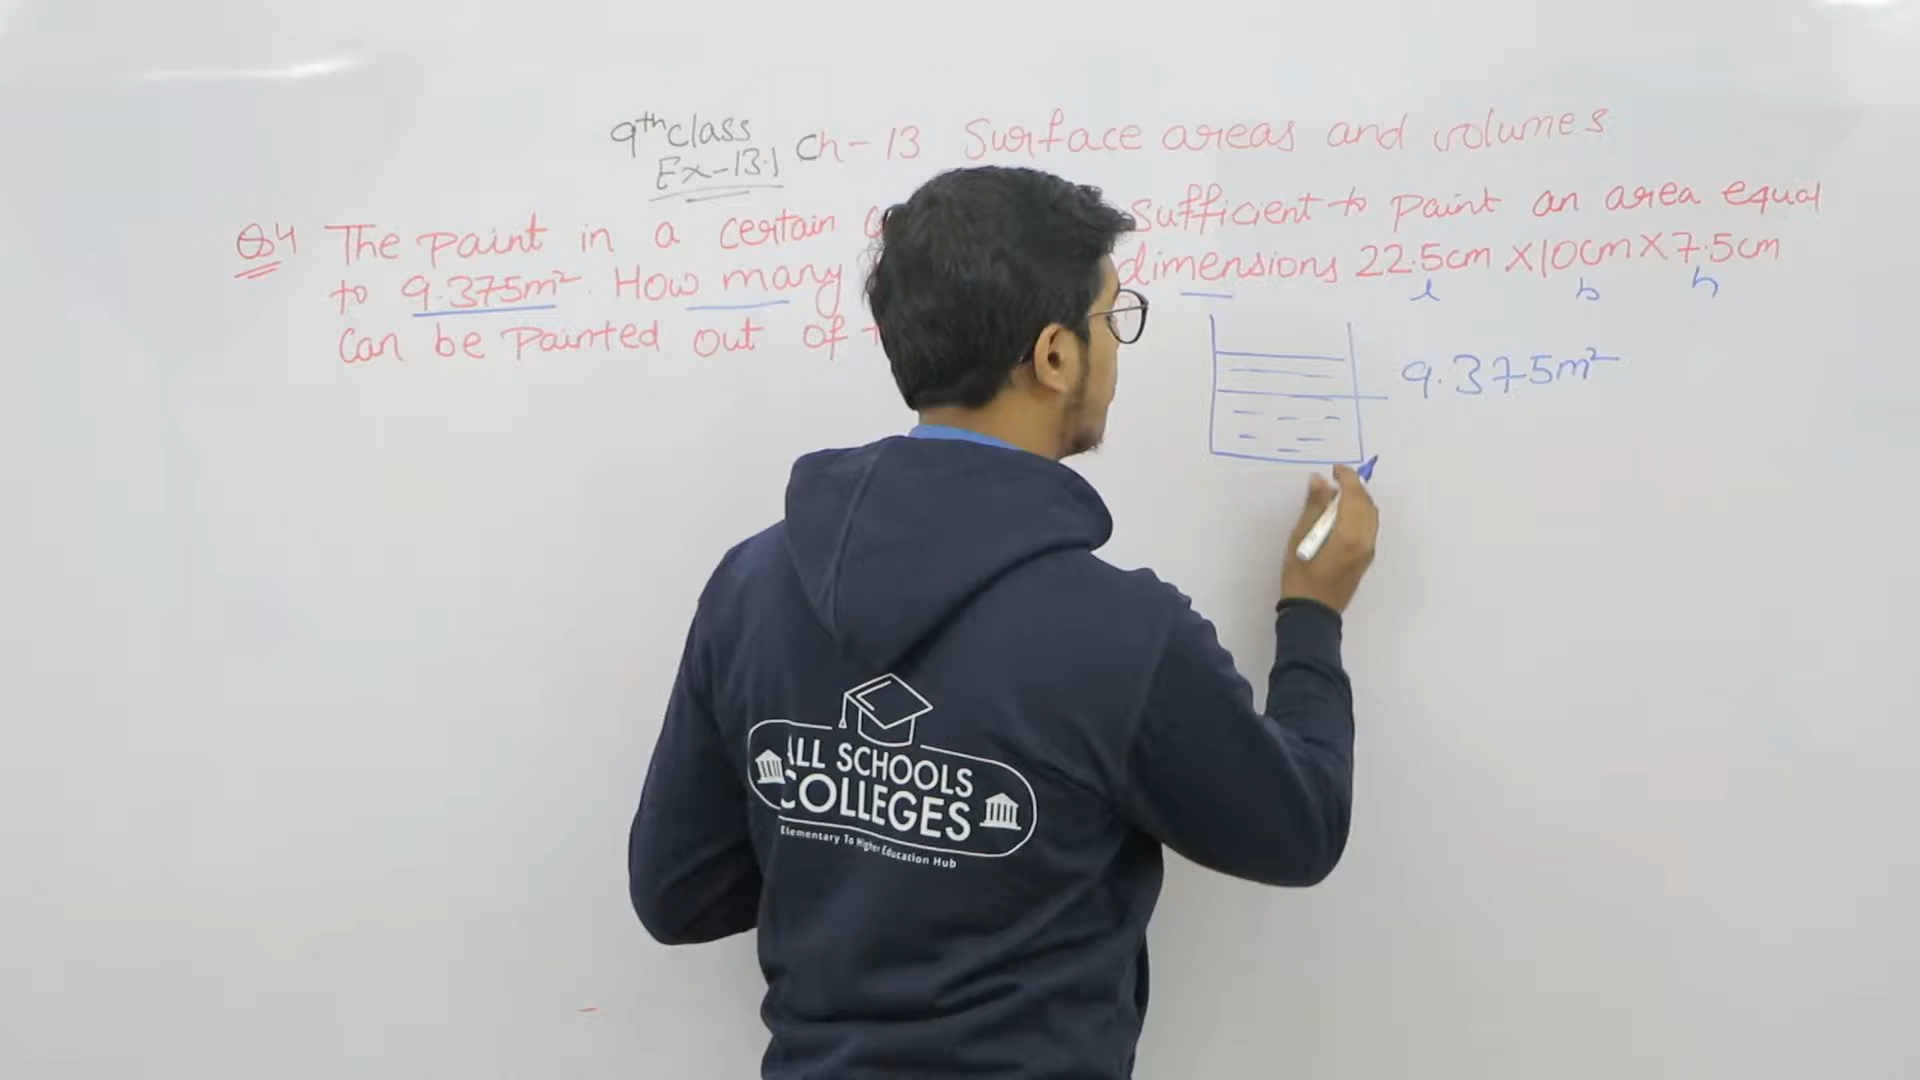 9th class
Ex-13.1
Ch-13 Surface areas and volumes
Q4 The paint in a certain sufficient to paint an area equal
to 9.375m². How many dimensions 22.5cm X10cm X 7.5cm
l b h
can be painted out of
9.375m²
ALL SCHOOLS
COLLEGES
Elementary To Higher Education Hub